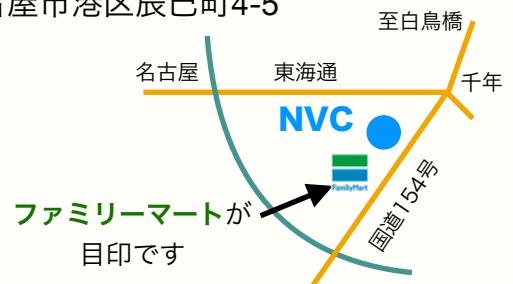 屋市港区辰巳町4-5
至白鳥橋
名古屋
東海通
千年
NVC
FamilyMart
国道154号
ファミリーマートが
目印です